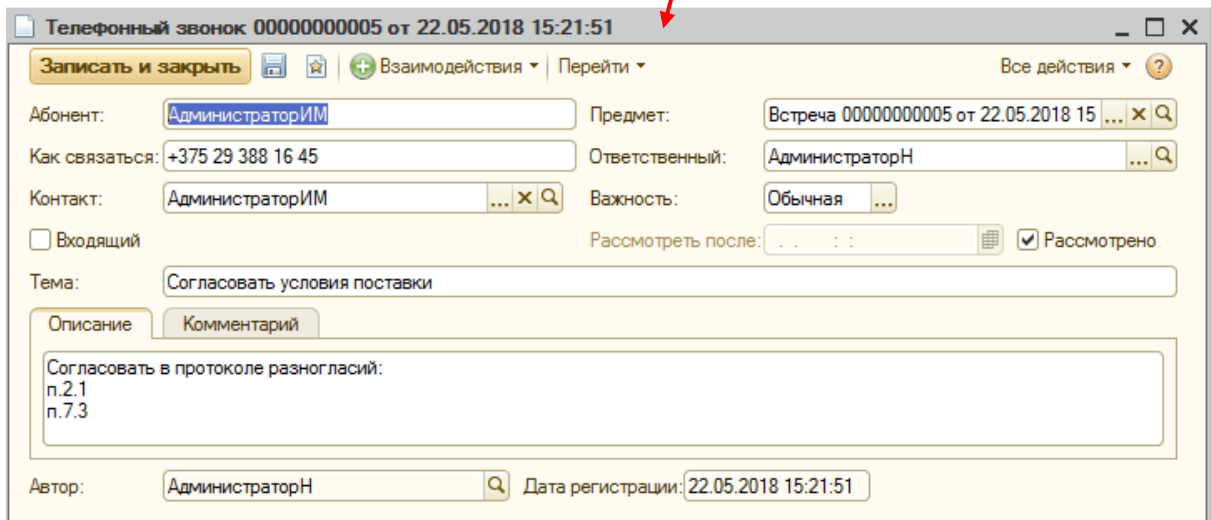 Телефонный звонок 00000000005 от 22.05.2018 15:21:51
Записать и закрыть Взаимодействия Перейти Все действия ?
Абонент: АдминистраторИМ Предмет: Встреча 00000000005 от 22.05.2018 15 ...
Как связаться: +375 29 388 16 45 Ответственный: АдминистраторН ...
Контакт: АдминистраторИМ ... Важность: Обычная ...
Входящий Рассмотреть после: . . : : Рассмотрено
Тема: Согласовать условия поставки
Описание Комментарий
Согласовать в протоколе разногласий:
п.2.1
п.7.3
Автор: АдминистраторН Дата регистрации: 22.05.2018 15:21:51